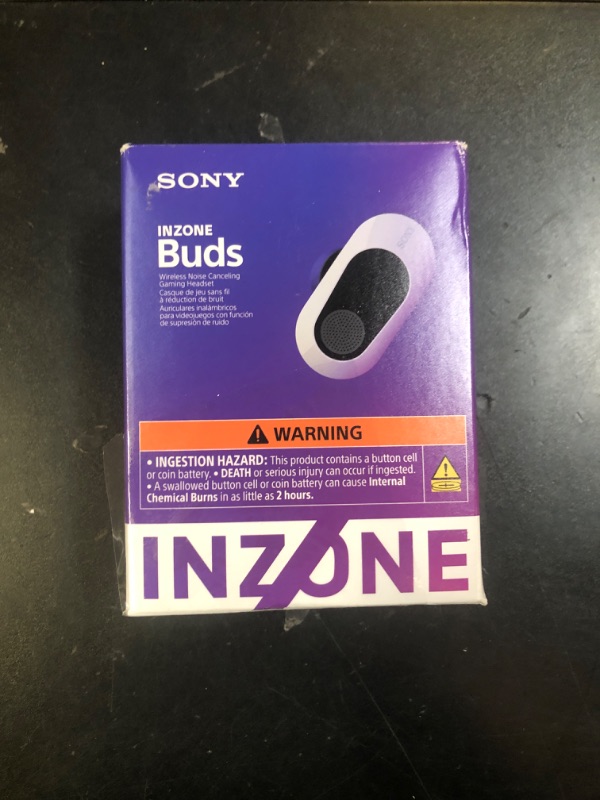 SONY
INZONE
Buds
Wireless Noise Canceling
Gaming Headset
Casque de jeu sans fil
à réduction de bruit
Auriculares inalámbricos
para videojuegos con función
de supresión de ruido
WARNING
• INGESTION HAZARD: This product contains a button cell
or coin battery. • DEATH or serious injury can occur if ingested.
• A swallowed button cell or coin battery can cause Internal
Chemical Burns in as little as 2 hours.
INZONE